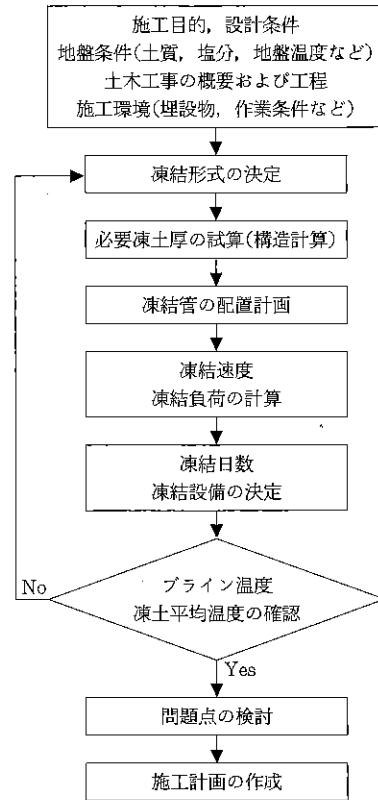 施工目的，設計条件
地盤条件(土質，塩分，地盤温度など)
土木工事の概要および工程
施工環境(埋設物，作業条件など)
凍結形式の決定
必要凍土厚の試算(構造計算)
凍結管の配置計画
凍結速度
凍結負荷の計算
凍結日数
凍結設備の決定
No
ブライン温度
凍土平均温度の確認
Yes
問題点の検討
施工計画の作成